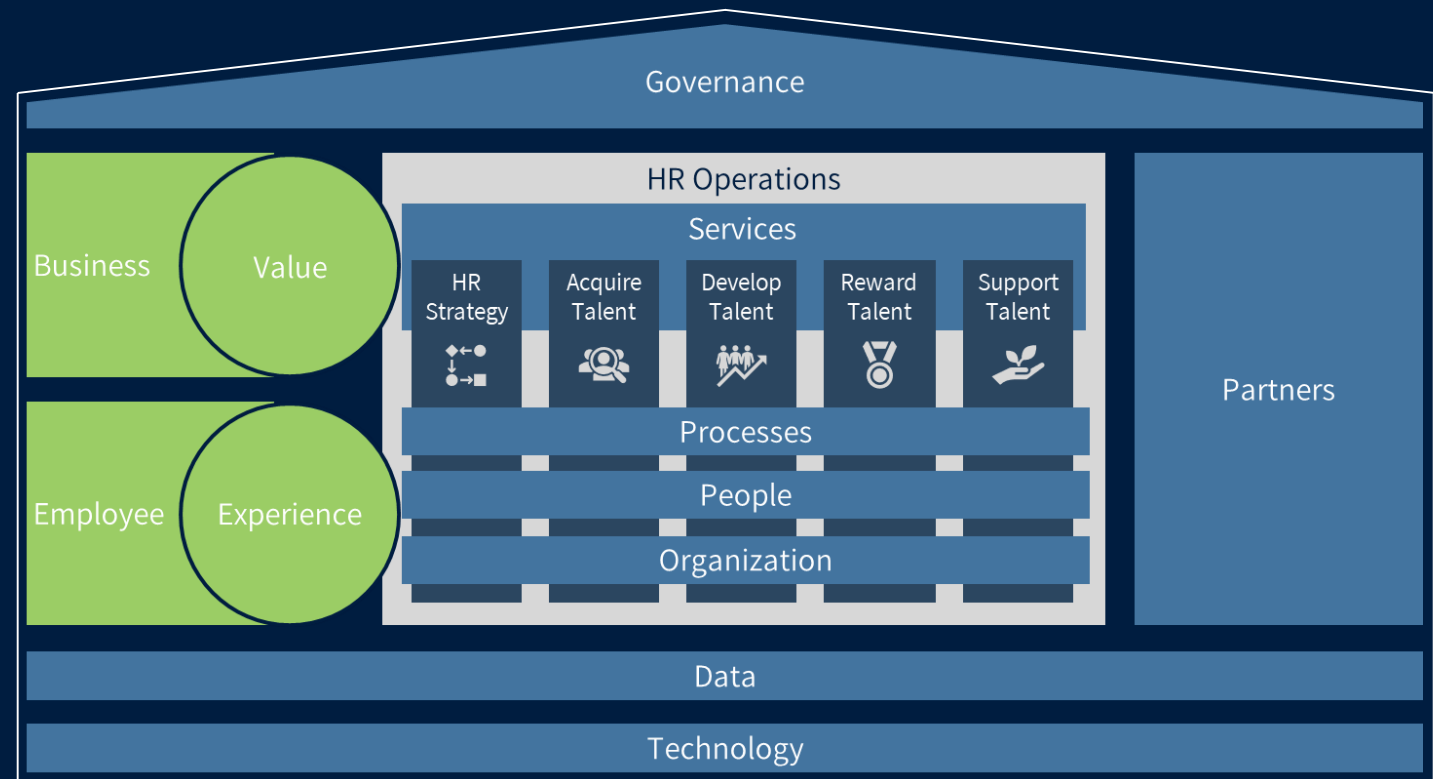 Governance
HR Operations
Services
Business
Value
HR
Strategy
Acquire
Talent
Develop
Talent
Reward
Talent
Support
Talent
Partners
Processes
People
Employee
Experience
Organization
Data
Technology